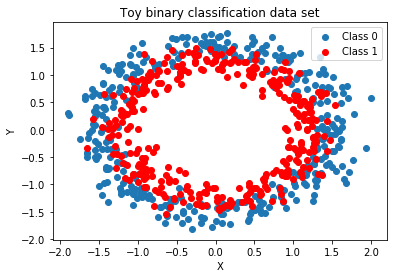 Toy binary classification data set
Class 0
Class 1
Y
1.5
1.0
0.5
0.0
−0.5
−1.0
−1.5
−2.0
−2.0 −1.5 −1.0 −0.5 0.0 0.5 1.0 1.5 2.0
X